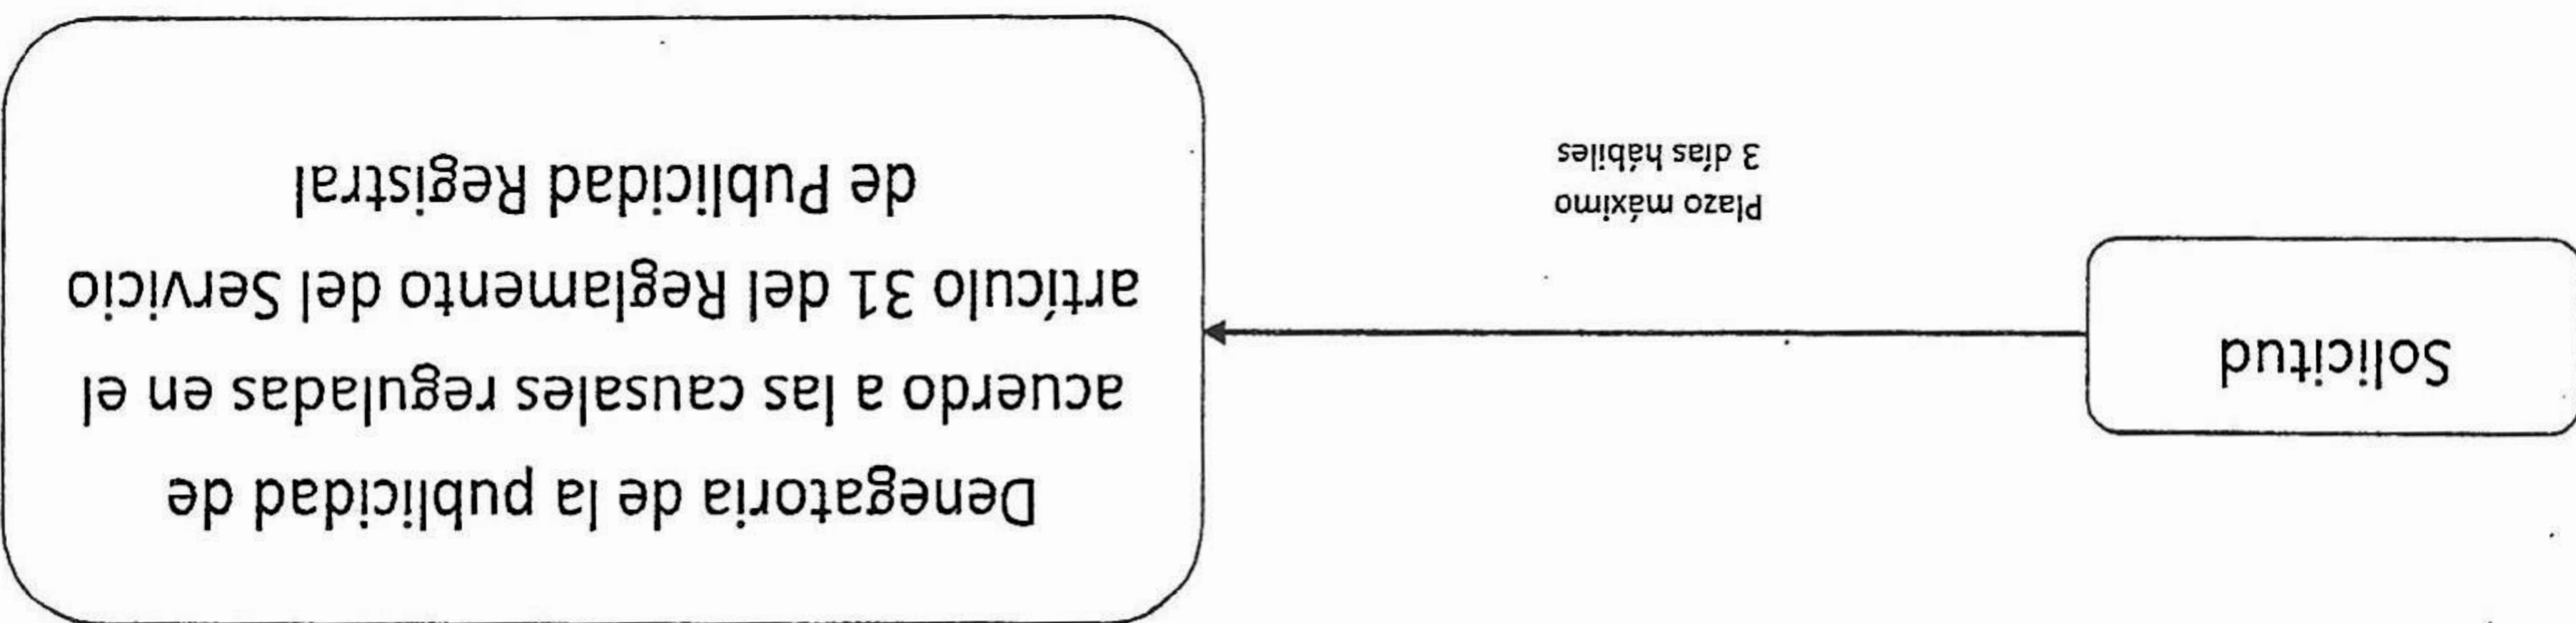 Solicitud
Plazo máximo
3 días hábiles
Denegatoria de la publicidad de
acuerdo a las causales reguladas en el
artículo 31 del Reglamento del Servicio
de Publicidad Registral